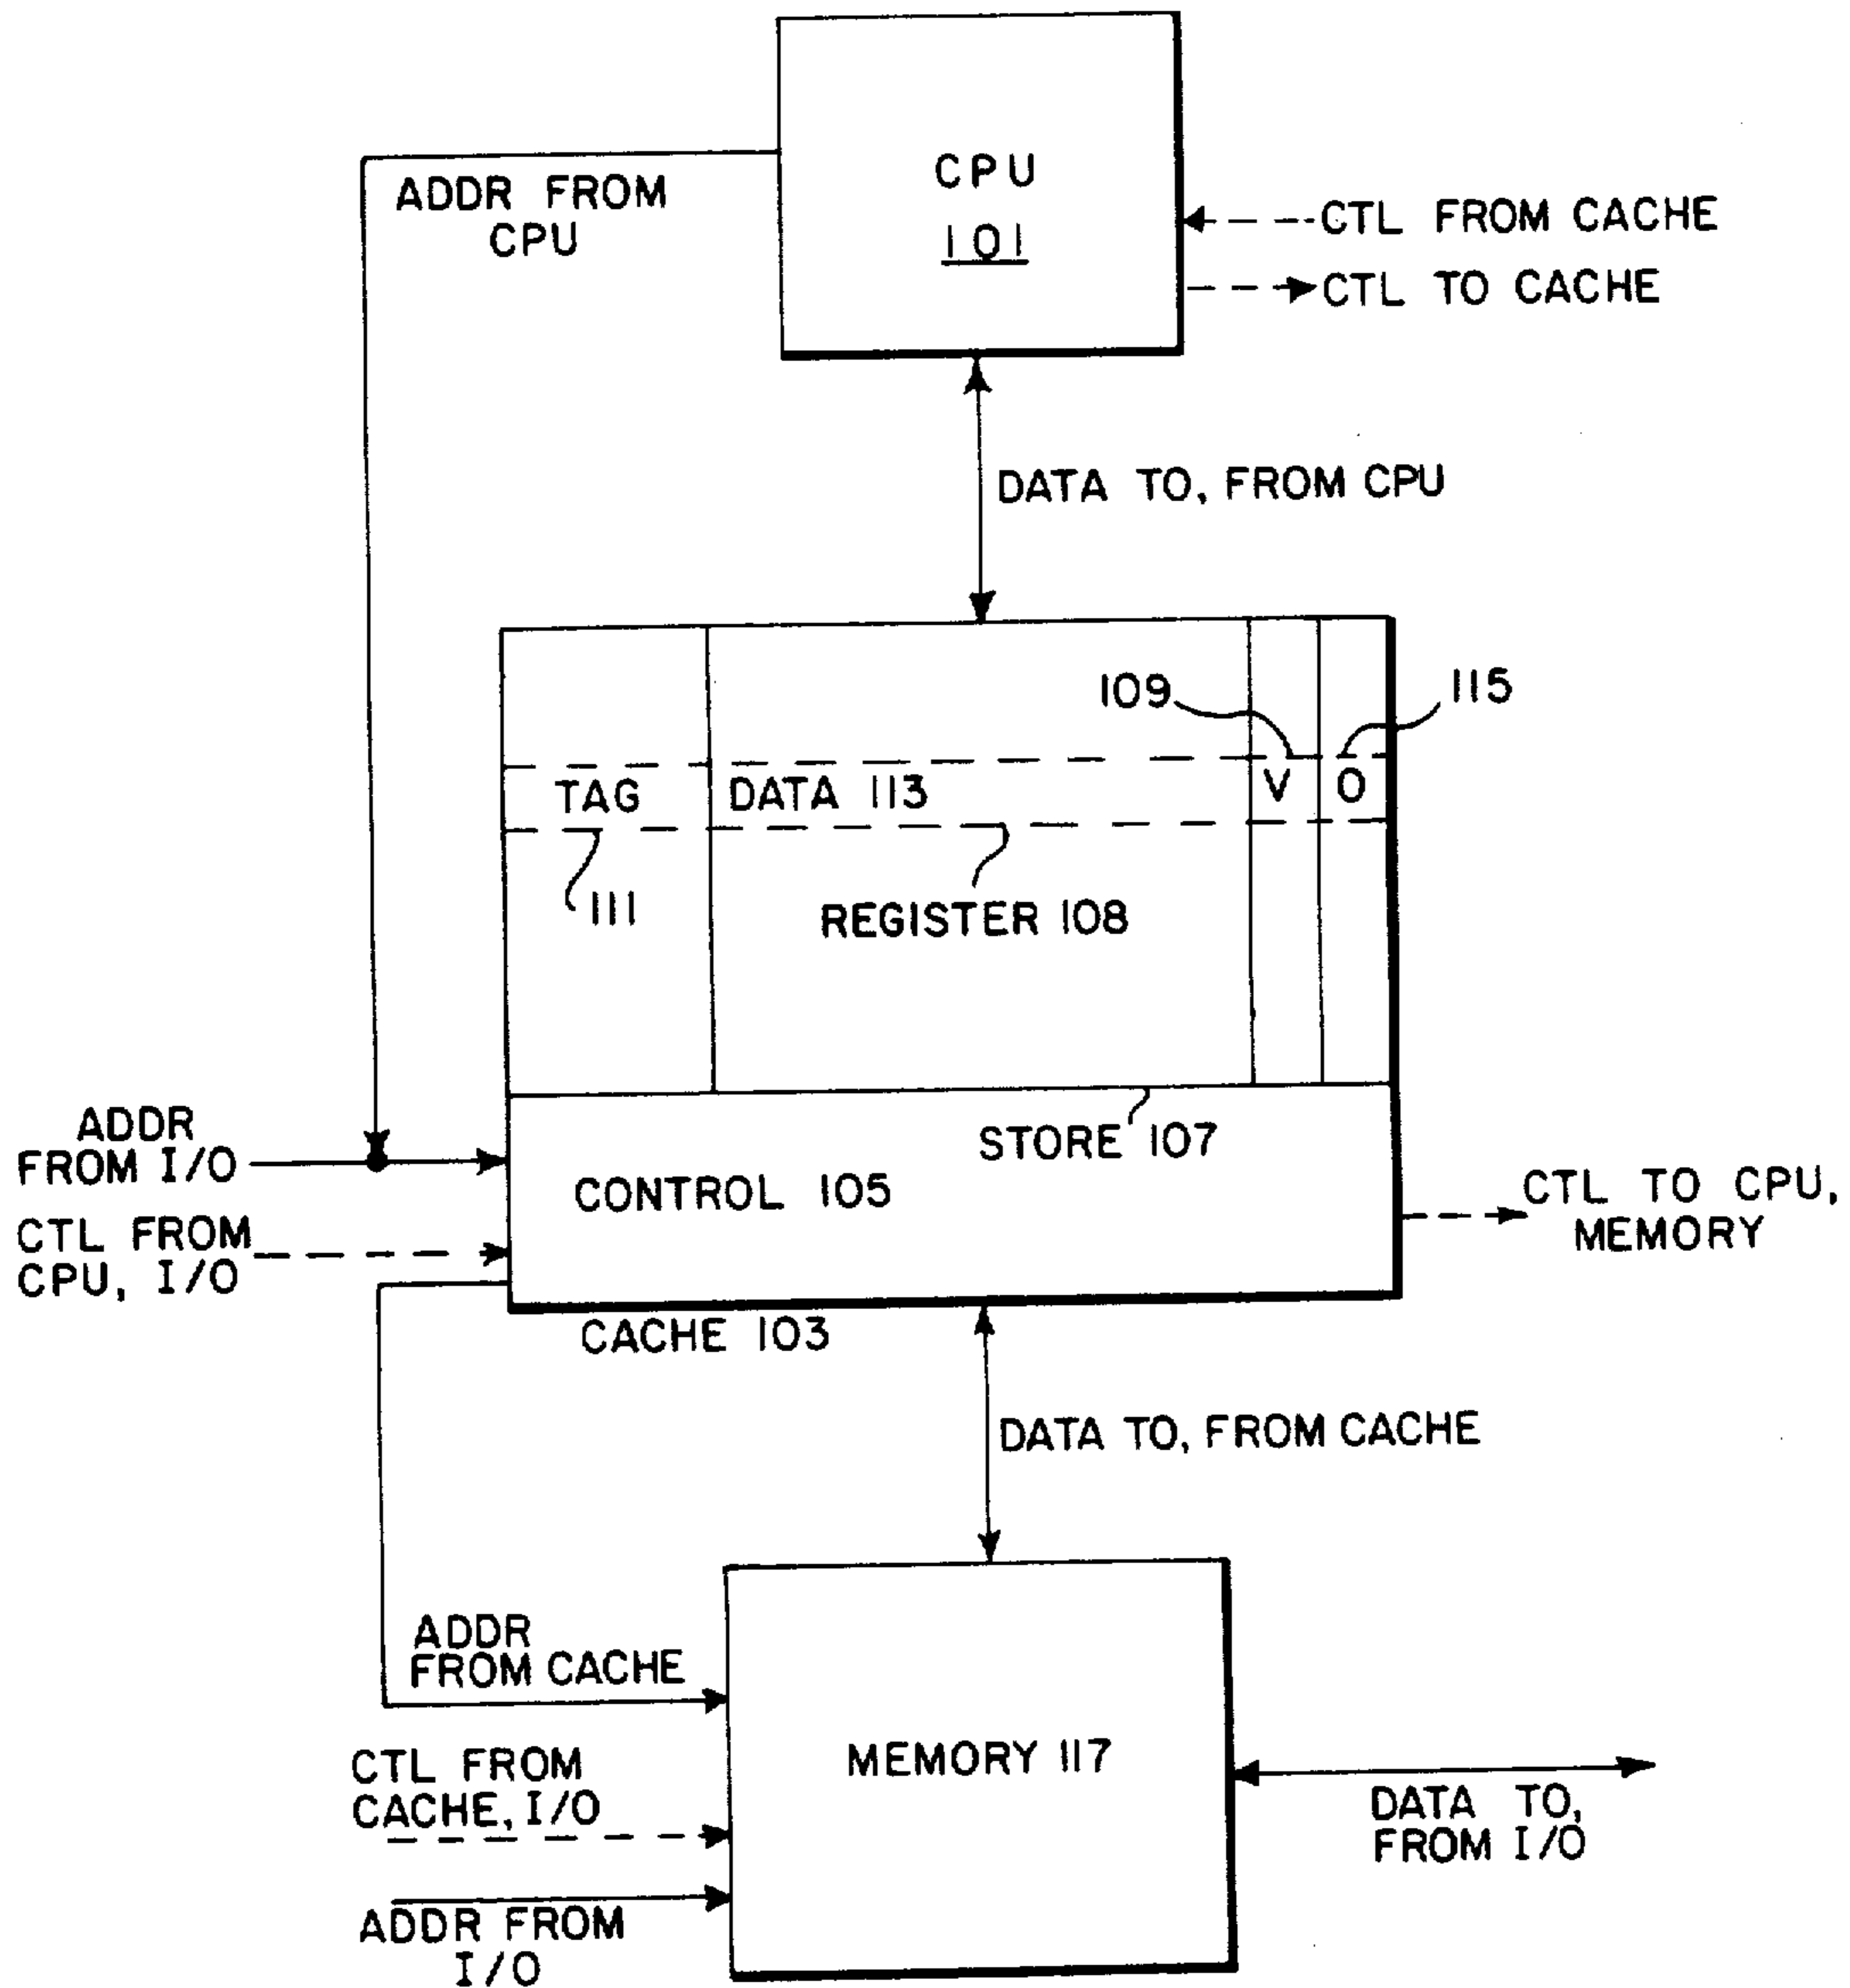 CPU
101
ADDR FROM
CPU
CTL FROM CACHE
CTL TO CACHE
DATA TO, FROM CPU
109
115
TAG
DATA 113
V
O
111
REGISTER 108
STORE 107
ADDR
FROM I/O
CONTROL 105
CTL TO CPU,
MEMORY
CTL FROM
CPU, I/O
CACHE 103
DATA TO, FROM CACHE
ADDR
FROM CACHE
MEMORY 117
CTL FROM
CACHE, I/O
DATA TO,
FROM I/O
ADDR FROM
I/O